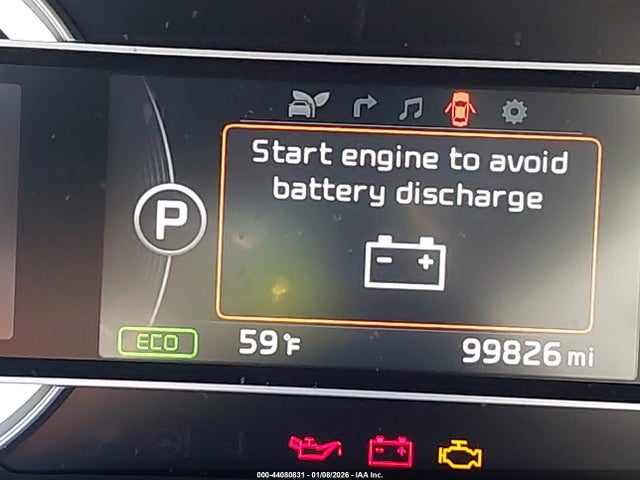 Start engine to avoid
battery discharge
P
ECO
59°F
99826 mi
000-44080831 - 01/08/2026 - IAA Inc.